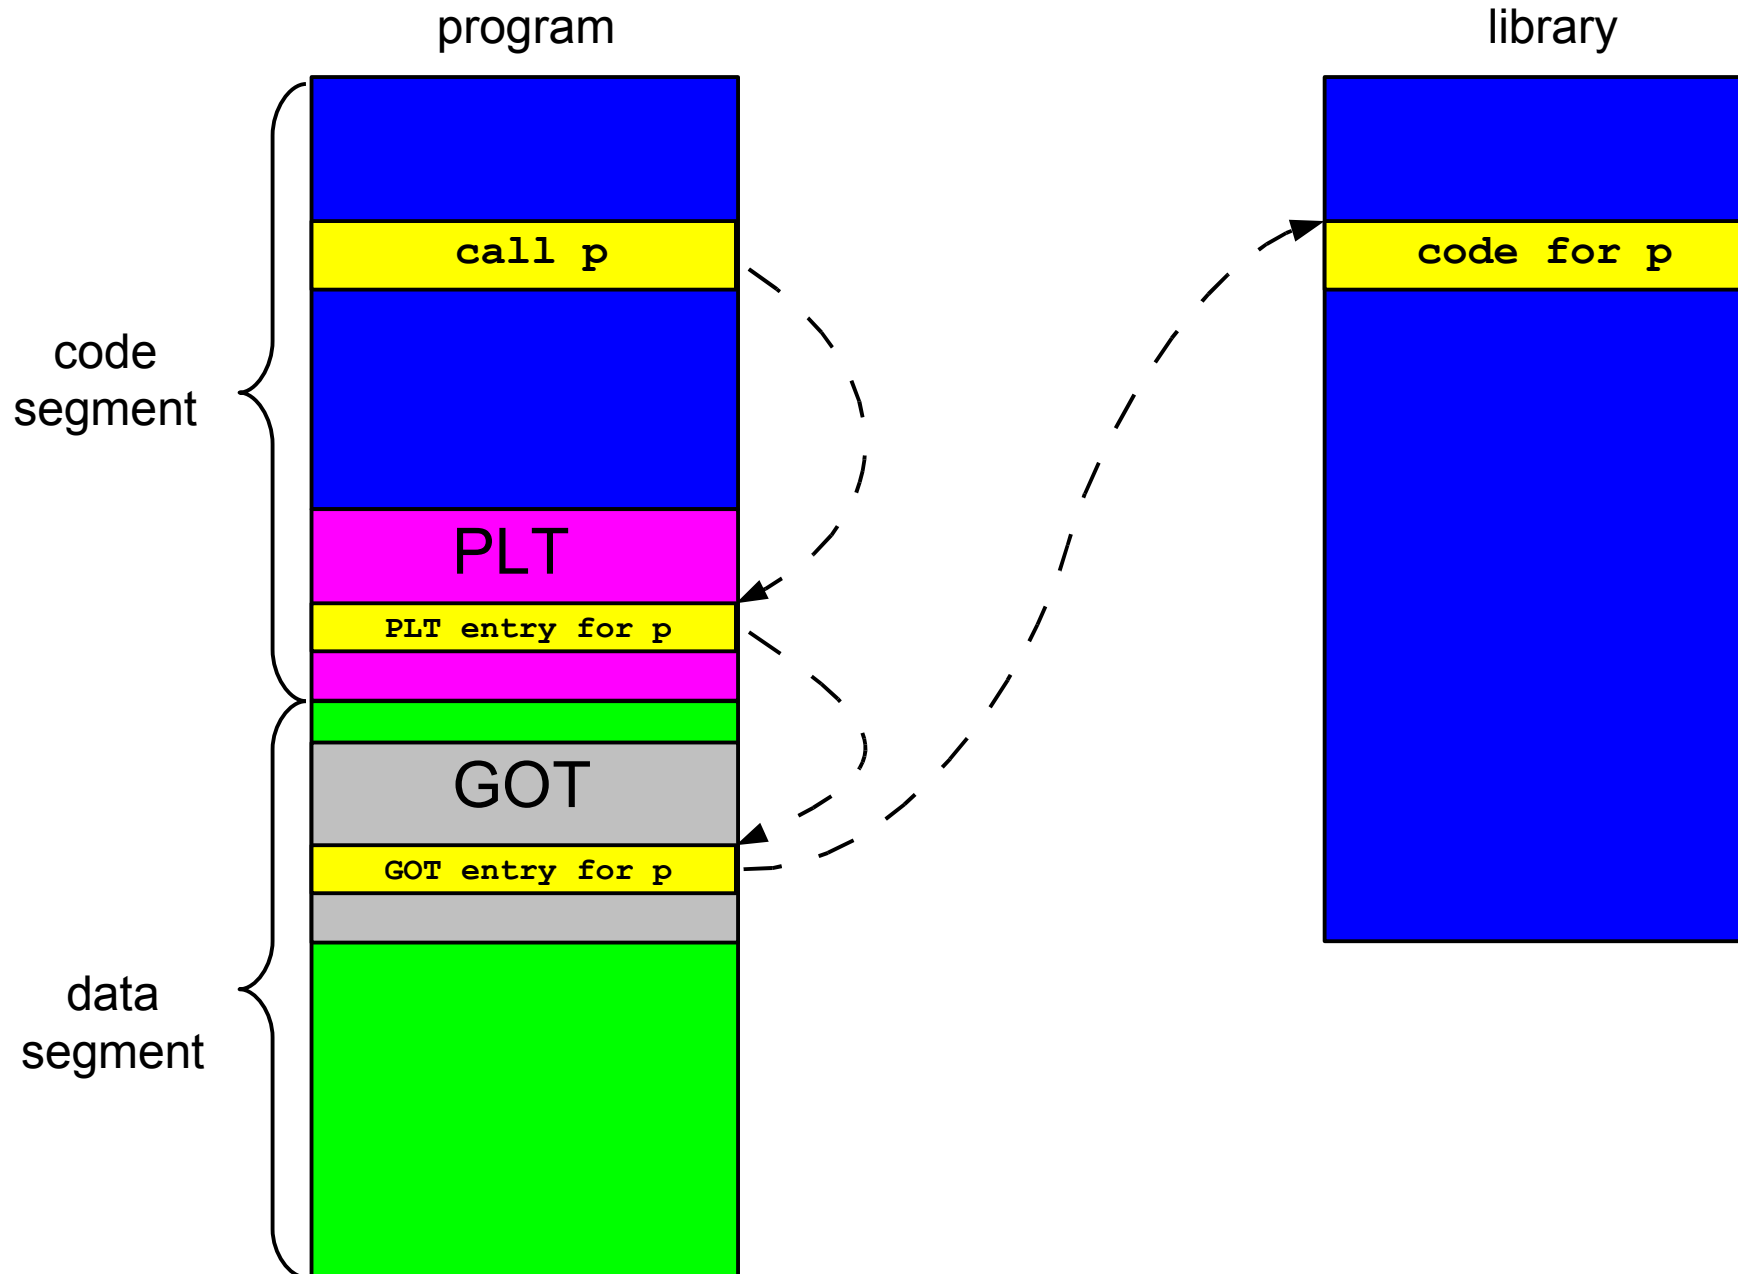 program
library
call p
code for p
code
segment
PLT
PLT entry for p
GOT
GOT entry for p
data
segment